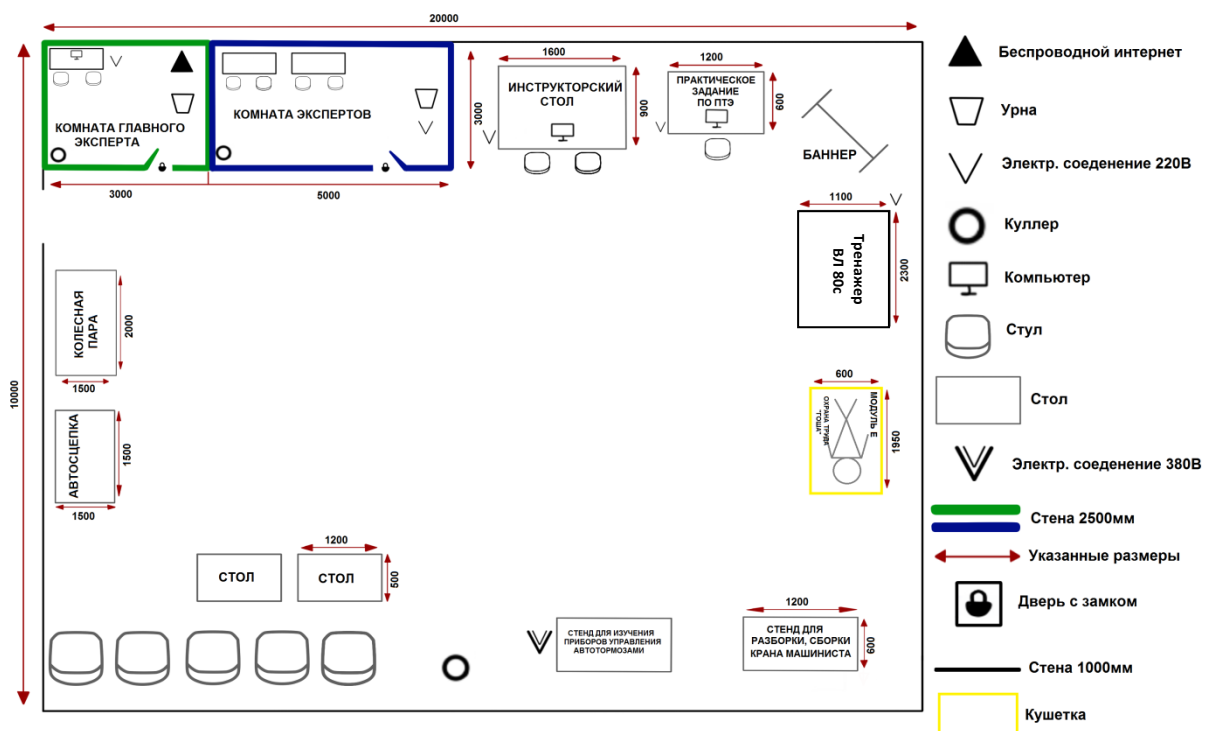 20000
10000
КОМНАТА ГЛАВНОГО
ЭКСПЕРТА
КОМНАТА ЭКСПЕРТОВ
3000
5000
3000
1600
ИНСТРУКТОРСКИЙ
СТОЛ
900
1200
ПРАКТИЧЕСКОЕ
ЗАДАНИЕ
ПО ПТЭ
600
БАННЕР
1100
Тренажер
ВЛ 80с
2300
КОЛЕСНАЯ
ПАРА
2000
1500
АВТОСЦЕПКА
1500
1500
600
МОДУЛЬ Е
ОХРАНА ТРУДА
"ГОША"
1950
СТОЛ
1200
СТОЛ
500
СТЕНД ДЛЯ ИЗУЧЕНИЯ
ПРИБОРОВ УПРАВЛЕНИЯ
АВТОТОРМОЗАМИ
1200
СТЕНД ДЛЯ
РАЗБОРКИ, СБОРКИ
КРАНА МАШИНИСТА
600
Беспроводной интернет
Урна
Электр. соеденение 220В
Куллер
Компьютер
Стул
Стол
Электр. соеденение 380В
Стена 2500мм
Указанные размеры
Дверь с замком
Стена 1000мм
Кушетка